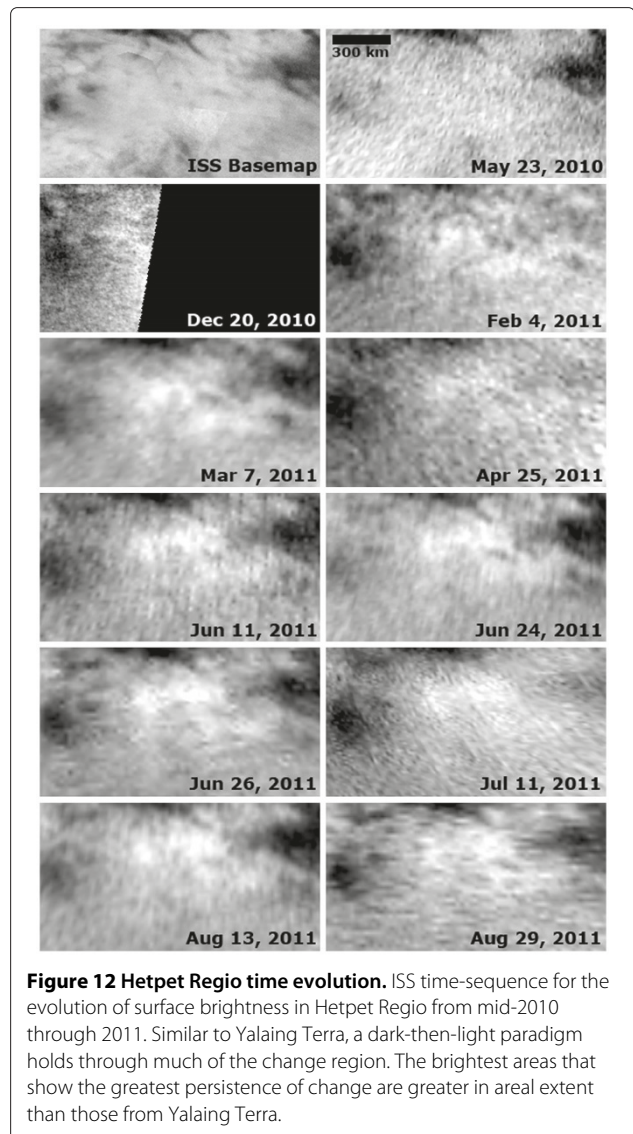 ISS Basemap
300 km
May 23, 2010
Dec 20, 2010
Feb 4, 2011
Mar 7, 2011
Apr 25, 2011
Jun 11, 2011
Jun 24, 2011
Jun 26, 2011
Jul 11, 2011
Aug 13, 2011
Aug 29, 2011
Figure 12 Hetpet Regio time evolution. ISS time-sequence for the
evolution of surface brightness in Hetpet Regio from mid-2010
through 2011. Similar to Yalaing Terra, a dark-then-light paradigm
holds through much of the change region. The brightest areas that
show the greatest persistence of change are greater in areal extent
than those from Yalaing Terra.